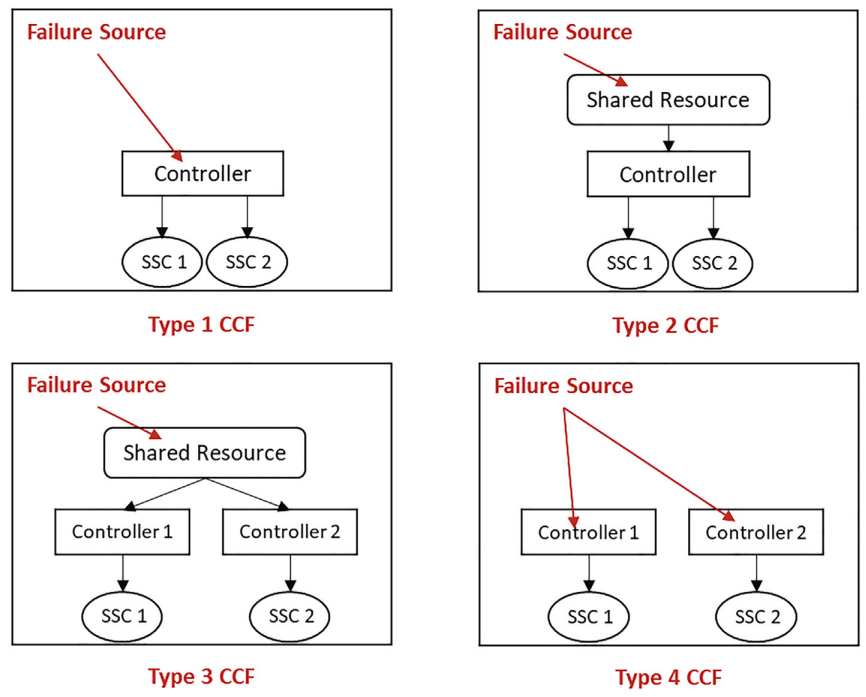 Failure Source
Controller
SSC 1
SSC 2
Type 1 CCF
Failure Source
Shared Resource
Controller
SSC 1
SSC 2
Type 2 CCF
Failure Source
Shared Resource
Controller 1
Controller 2
SSC 1
SSC 2
Type 3 CCF
Failure Source
Controller 1
Controller 2
SSC 1
SSC 2
Type 4 CCF